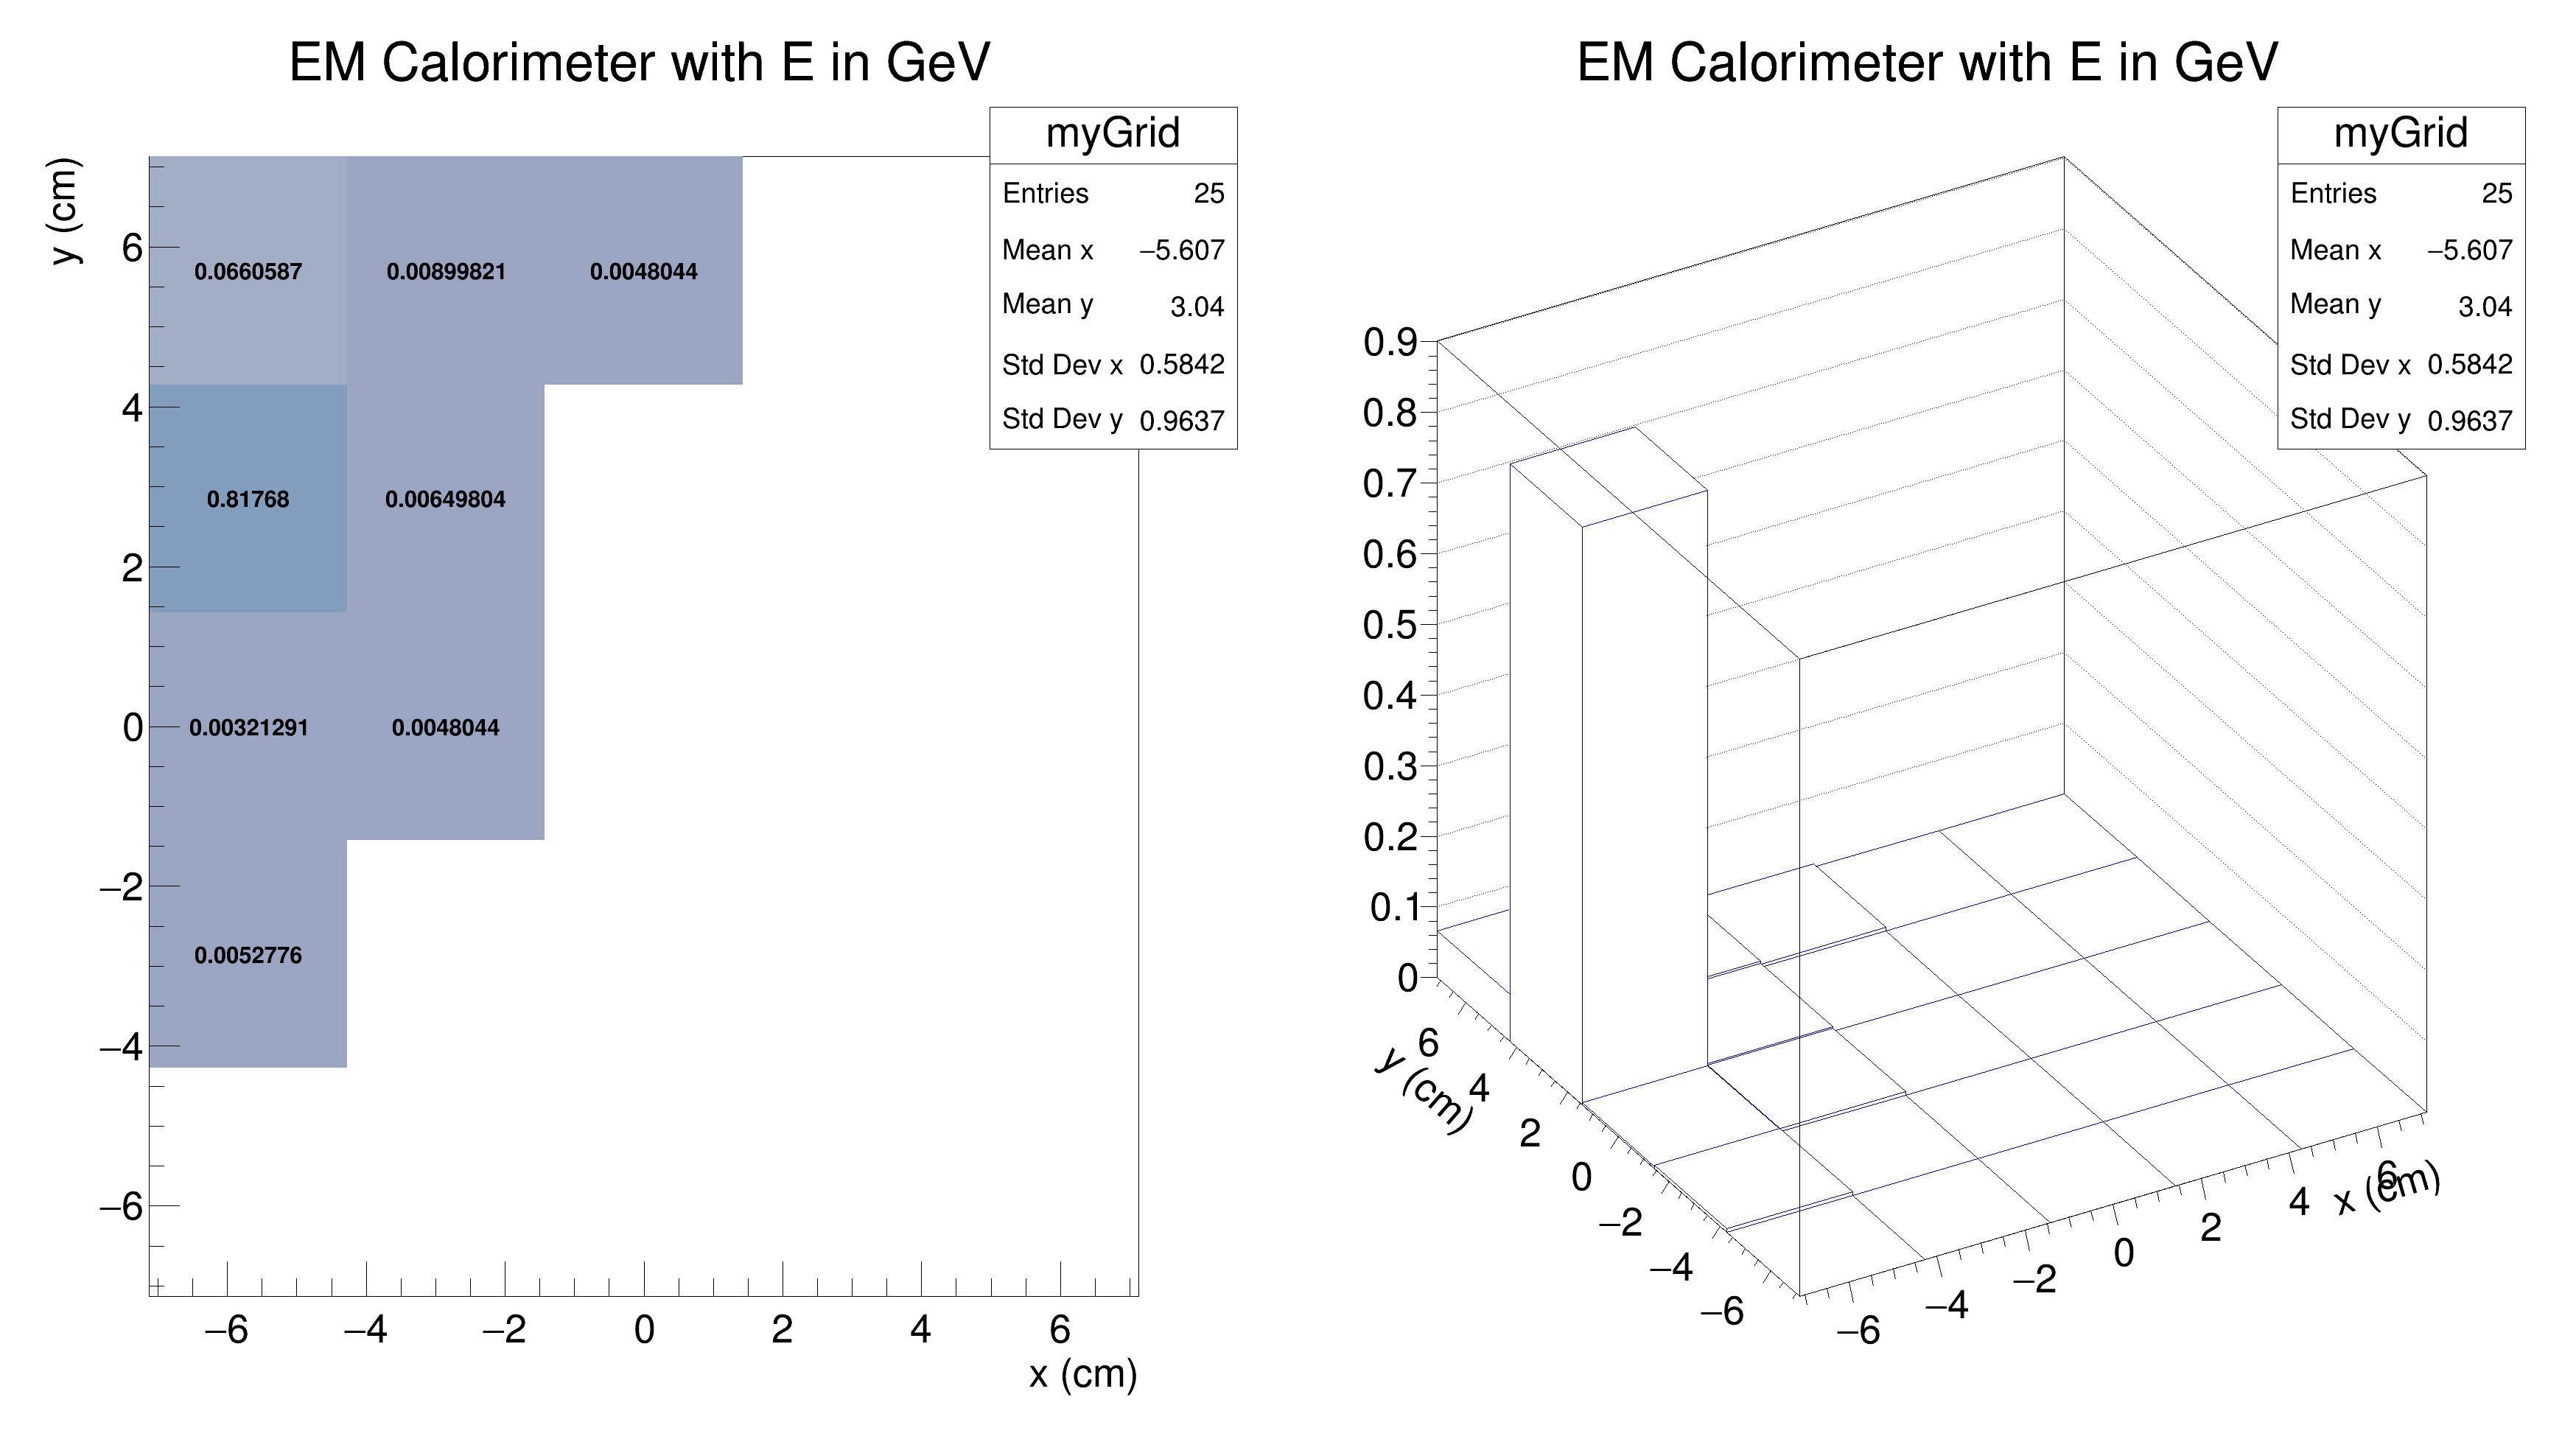 EM Calorimeter with E in GeV
myGrid
Entries 25
Mean x −5.607
Mean y 3.04
Std Dev x 0.5842
Std Dev y 0.9637
y (cm)
6
4
2
0
−2
−4
−6
0.0660587 0.00899821 0.0048044
0.81768 0.00649804
0.00321291 0.0048044
0.0052776
−6 −4 −2 0 2 4 6
x (cm)
EM Calorimeter with E in GeV
myGrid
Entries 25
Mean x −5.607
Mean y 3.04
Std Dev x 0.5842
Std Dev y 0.9637
0.9
0.8
0.7
0.6
0.5
0.4
0.3
0.2
0.1
0
y (cm)
6
4
2
0
−2
−4
−6
−6 −4 −2 0 2 4 6
x (cm)